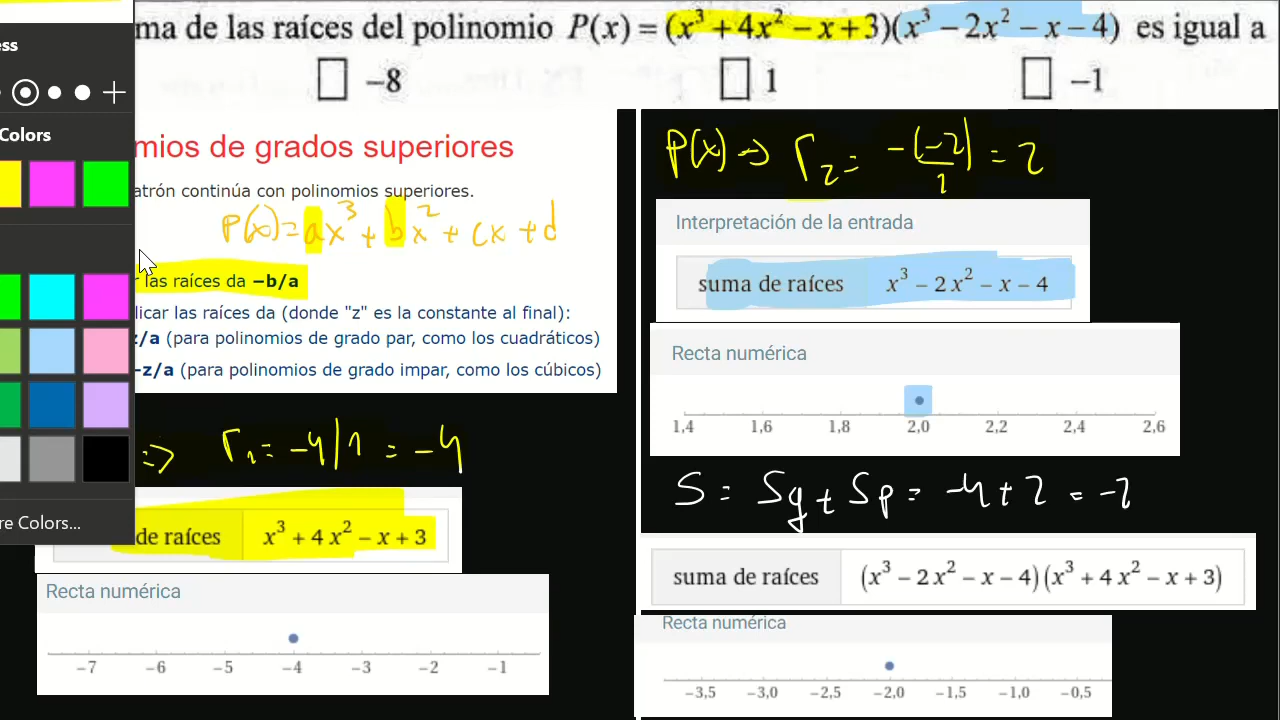 ma de las raíces del polinomio P(x) = (x³ + 4x² − x + 3)(x³ − 2x² − x − 4) es igual a
−8 1 −1
ess
Colors
mios de grados superiores
atrón continúa con polinomios superiores.
P(x) = ax³ + bx² + cx + d
r las raíces da −b/a
licar las raíces da (donde "z" es la constante al final):
z/a (para polinomios de grado par, como los cuadráticos)
-z/a (para polinomios de grado impar, como los cúbicos)
re Colors...
=> r₁ = −4/1 = −4
de raíces x³ + 4x² − x + 3
Recta numérica
−7 −6 −5 −4 −3 −2 −1
P(x) → r₂ = −(−2)/1 = 2
Interpretación de la entrada
suma de raíces x³ − 2x² − x − 4
Recta numérica
1,4 1,6 1,8 2,0 2,2 2,4 2,6
S = Sy + Sp = −4 + 2 = −2
suma de raíces (x³ − 2x² − x − 4)(x³ + 4x² − x + 3)
Recta numérica
−3,5 −3,0 −2,5 −2,0 −1,5 −1,0 −0,5